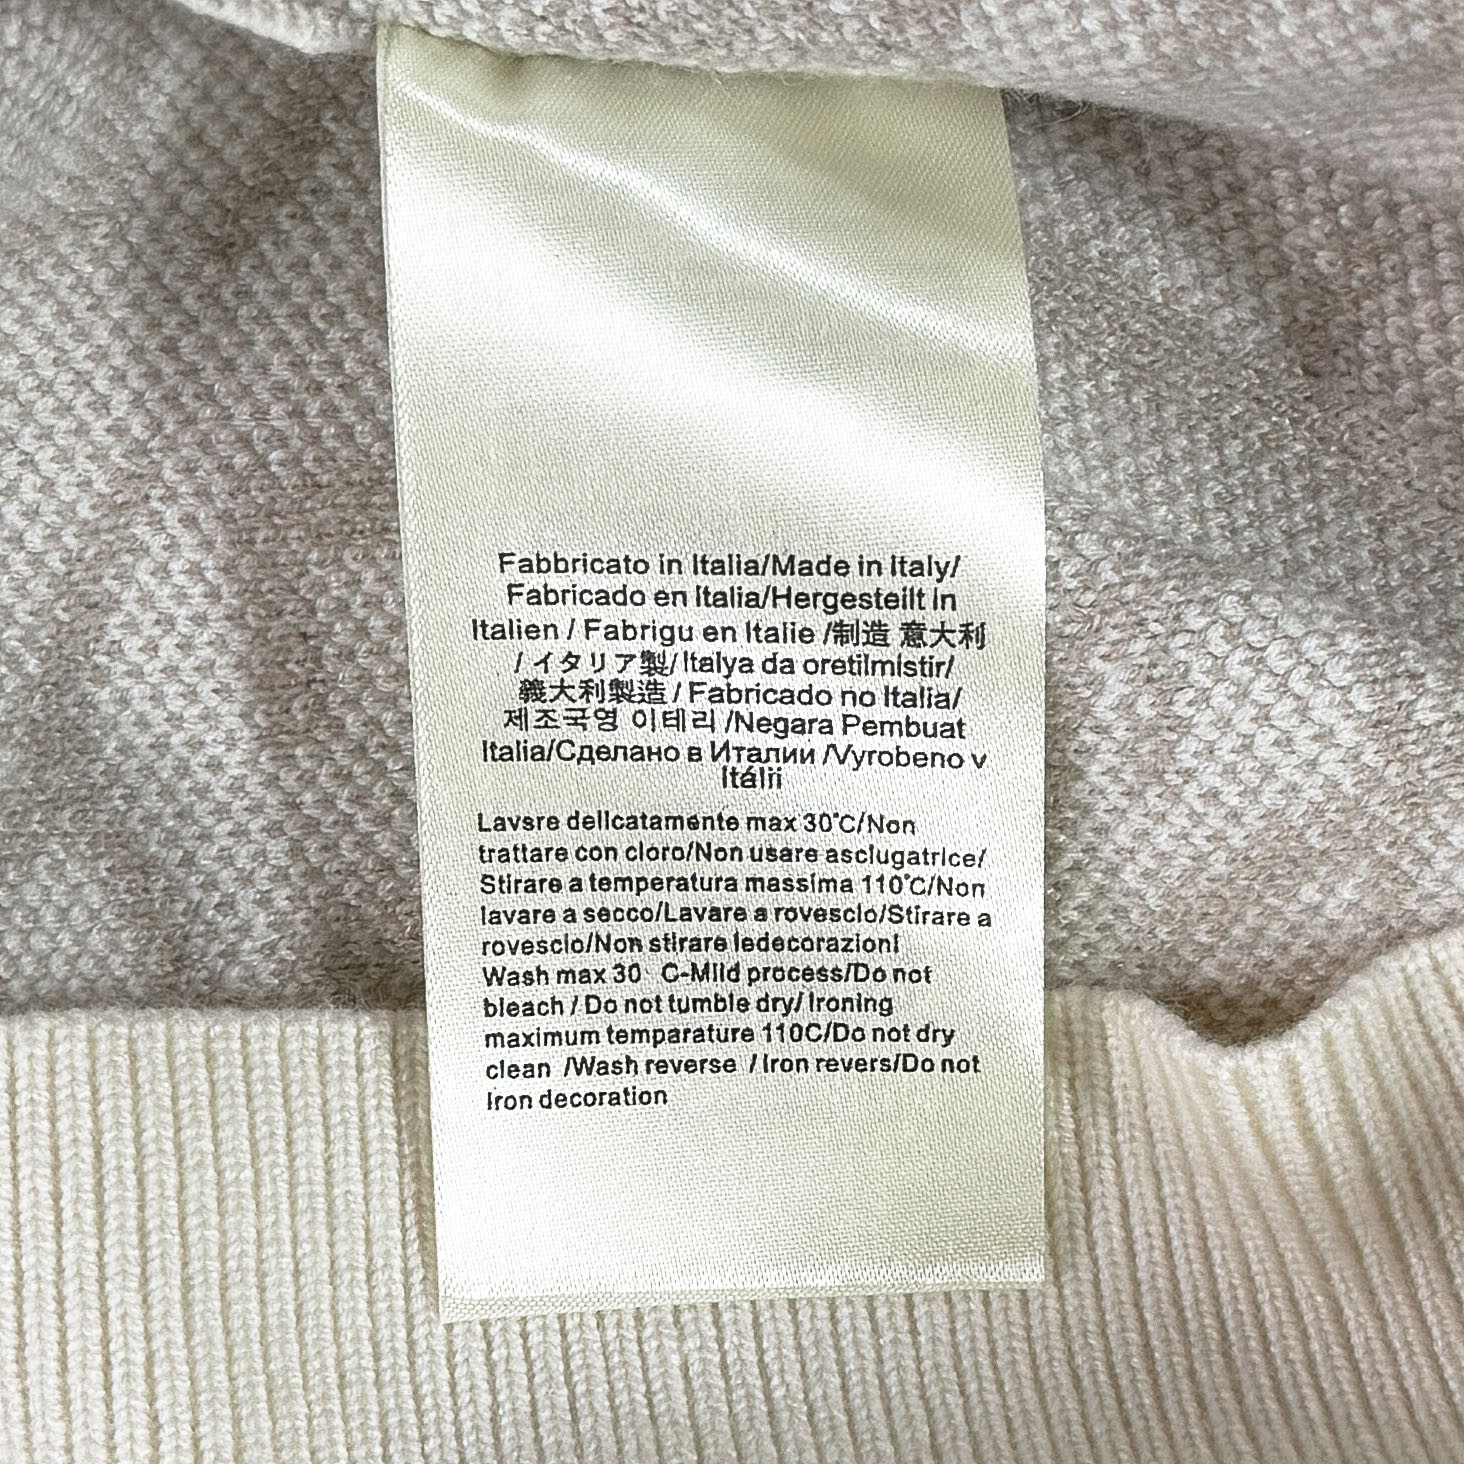 Fabbricato in Italia/Made in Italy/
Fabricado en Italia/Hergesteilt in
Italien / Fabrigu en Italie /制造 意大利
/ イタリア製/ Italya da oretilmistir/
義大利製造 / Fabricado no Italia/
제조국명 이테리 /Negara Pembuat
Italia/Сделано в Италии /Vyrobeno v
Itálii
Lavsre delicatamente max 30°C/Non
trattare con cloro/Non usare asciugatrice/
Stirare a temperatura massima 110°C/Non
lavare a secco/Lavare a rovescio/Stirare a
rovescio/Non stirare ledecorazioni
Wash max 30° C-Mild process/Do not
bleach / Do not tumble dry/ Ironing
maximum temparature 110C/Do not dry
clean /Wash reverse / Iron revers/Do not
Iron decoration